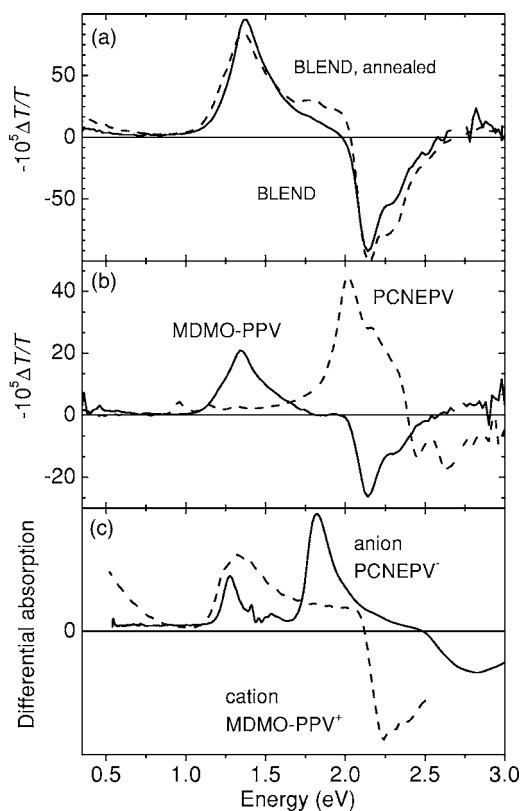 (a)
BLEND, annealed
BLEND
-10⁵ΔT/T
50
0
-50
(b)
PCNEPV
MDMO-PPV
-10⁵ΔT/T
40
20
0
-20
(c)
anion
PCNEPV⁻
cation
MDMO-PPV⁺
Differential absorption
0
0.5 1.0 1.5 2.0 2.5 3.0
Energy (eV)